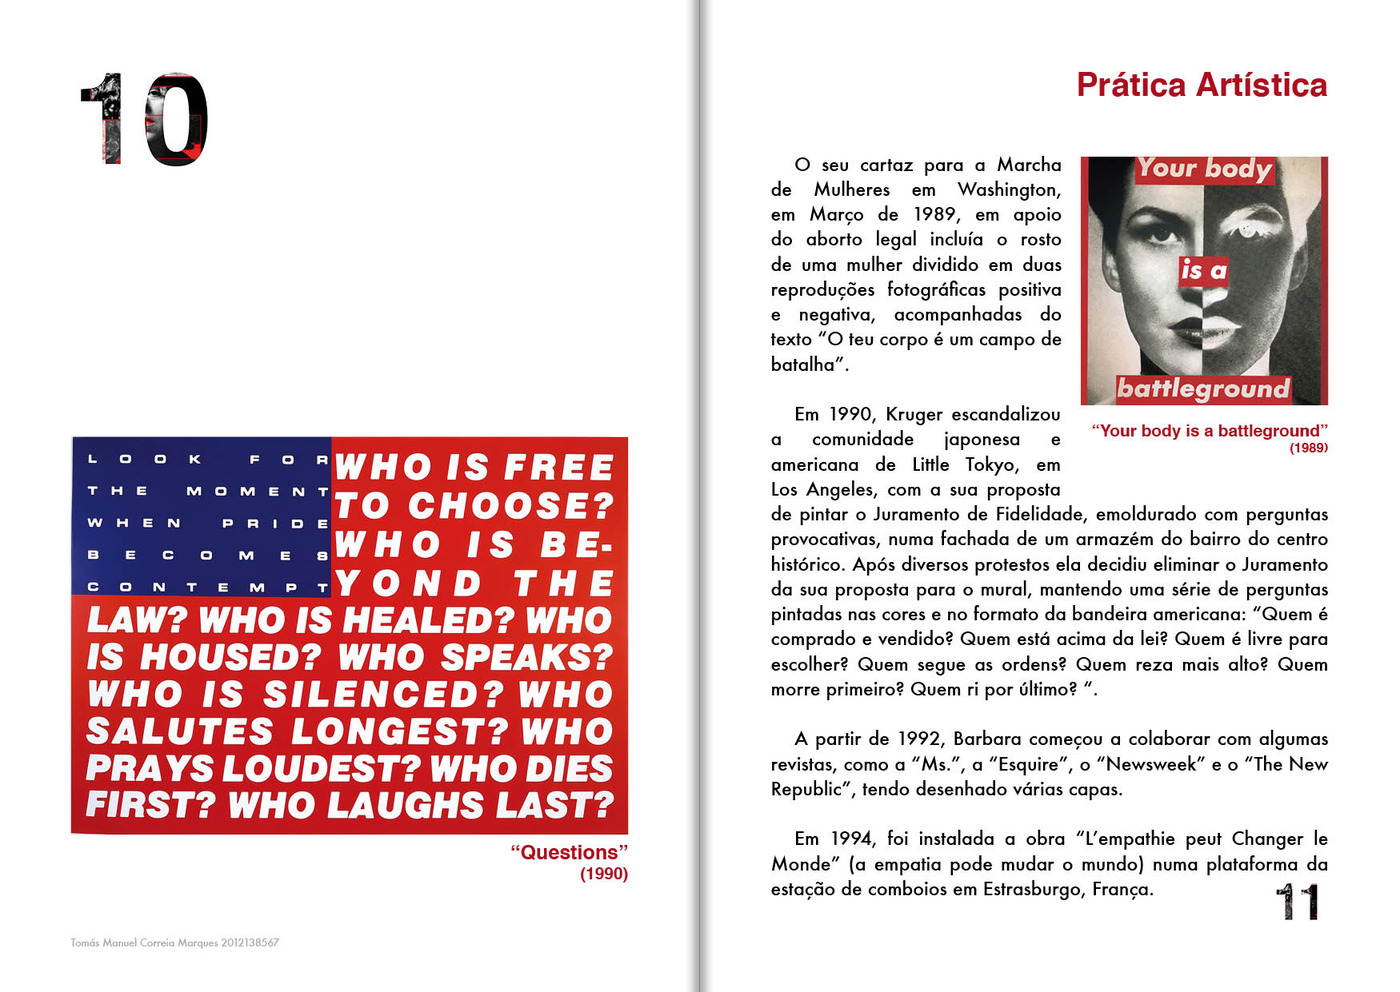 10
LOOK FOR
THE MOMENT
WHEN PRIDE
BECOMES
CONTEMPT
WHO IS FREE
TO CHOOSE?
WHO IS BE-
YOND THE
LAW? WHO IS HEALED? WHO
IS HOUSED? WHO SPEAKS?
WHO IS SILENCED? WHO
SALUTES LONGEST? WHO
PRAYS LOUDEST? WHO DIES
FIRST? WHO LAUGHS LAST?
“Questions”
(1990)
Tomás Manuel Correia Marques 2012138567
Prática Artística
O seu cartaz para a Marcha
de Mulheres em Washington,
em Março de 1989, em apoio
do aborto legal incluía o rosto
de uma mulher dividido em duas
reproduções fotográficas positiva
e negativa, acompanhadas do
texto “O teu corpo é um campo de
batalha”.
Your body
is a
battleground
“Your body is a battleground”
(1989)
Em 1990, Kruger escandalizou
a comunidade japonesa e
americana de Little Tokyo, em
Los Angeles, com a sua proposta
de pintar o Juramento de Fidelidade, emoldurado com perguntas
provocativas, numa fachada de um armazém do bairro do centro
histórico. Após diversos protestos ela decidiu eliminar o Juramento
da sua proposta para o mural, mantendo uma série de perguntas
pintadas nas cores e no formato da bandeira americana: “Quem é
comprado e vendido? Quem está acima da lei? Quem é livre para
escolher? Quem segue as ordens? Quem reza mais alto? Quem
morre primeiro? Quem ri por último? “.
A partir de 1992, Barbara começou a colaborar com algumas
revistas, como a “Ms.”, a “Esquire”, o “Newsweek” e o “The New
Republic”, tendo desenhado várias capas.
Em 1994, foi instalada a obra “L’empathie peut Changer le
Monde” (a empatia pode mudar o mundo) numa plataforma da
estação de comboios em Estrasburgo, França.
11